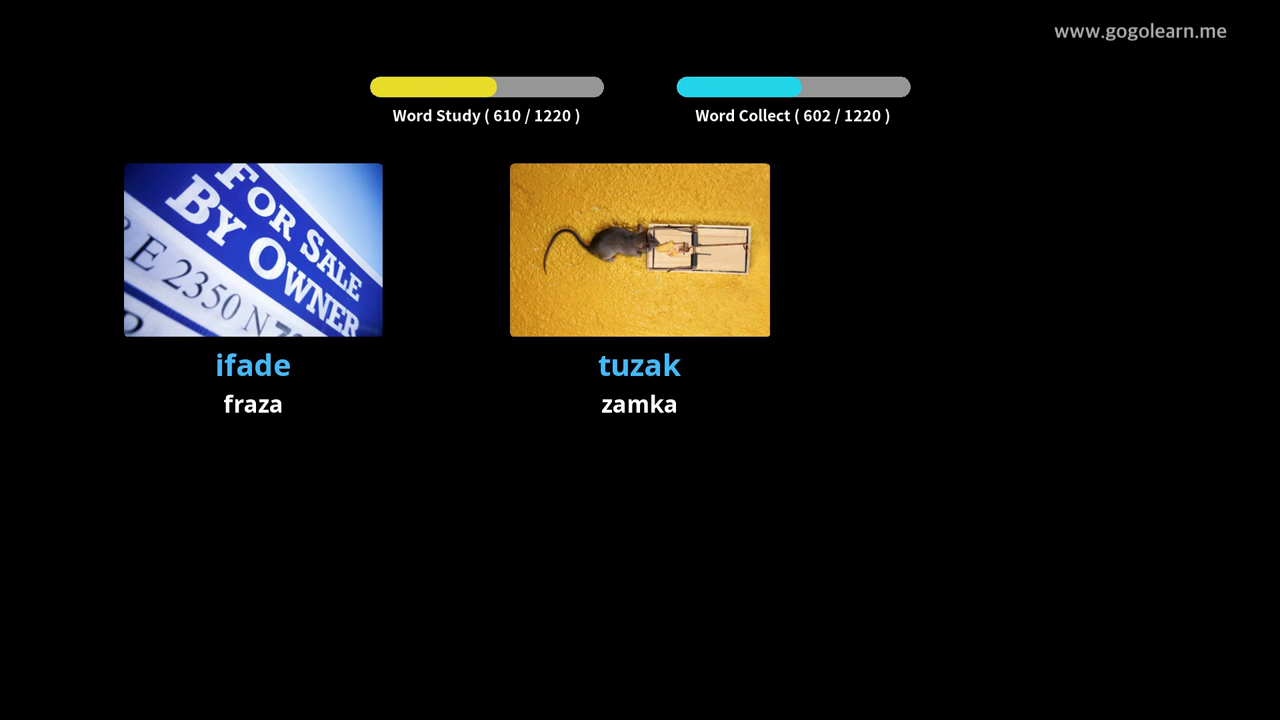 www.gogolearn.me
Word Study ( 610 / 1220 )
Word Collect ( 602 / 1220 )
FOR SALE
BY OWNER
E 2350 N
ifade
fraza
tuzak
zamka